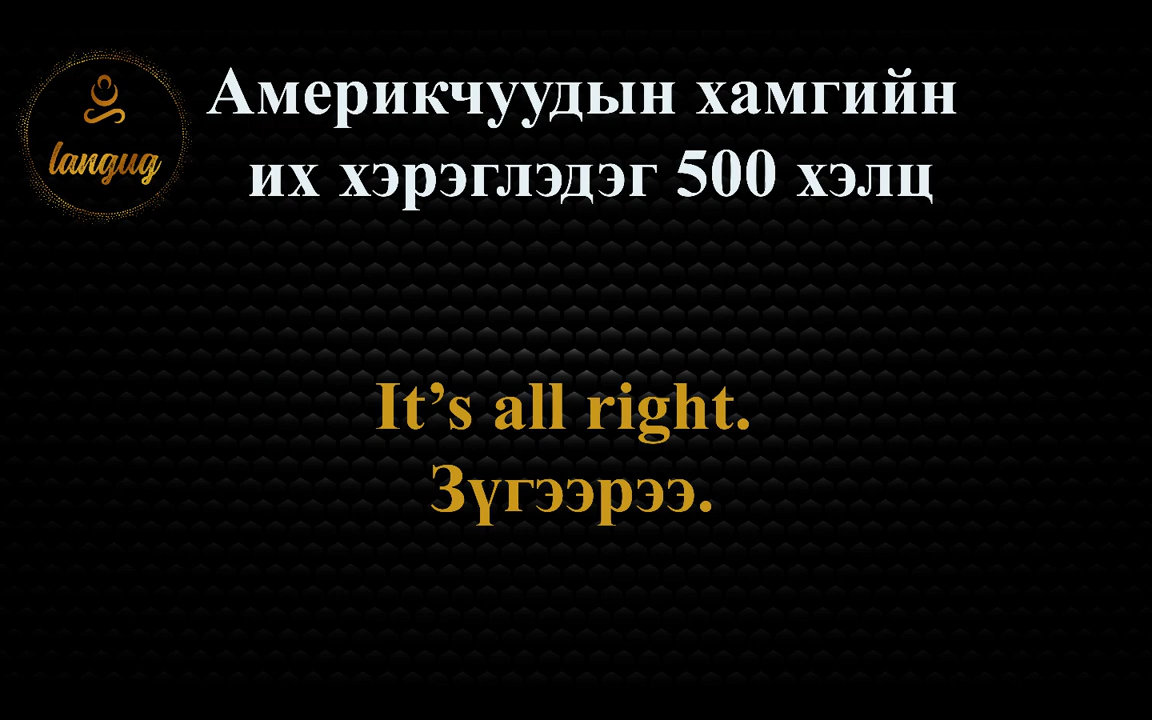 Америкчуудын хамгийн
их хэрэглэдэг 500 хэлц
langug
It’s all right.
Зүгээрээ.